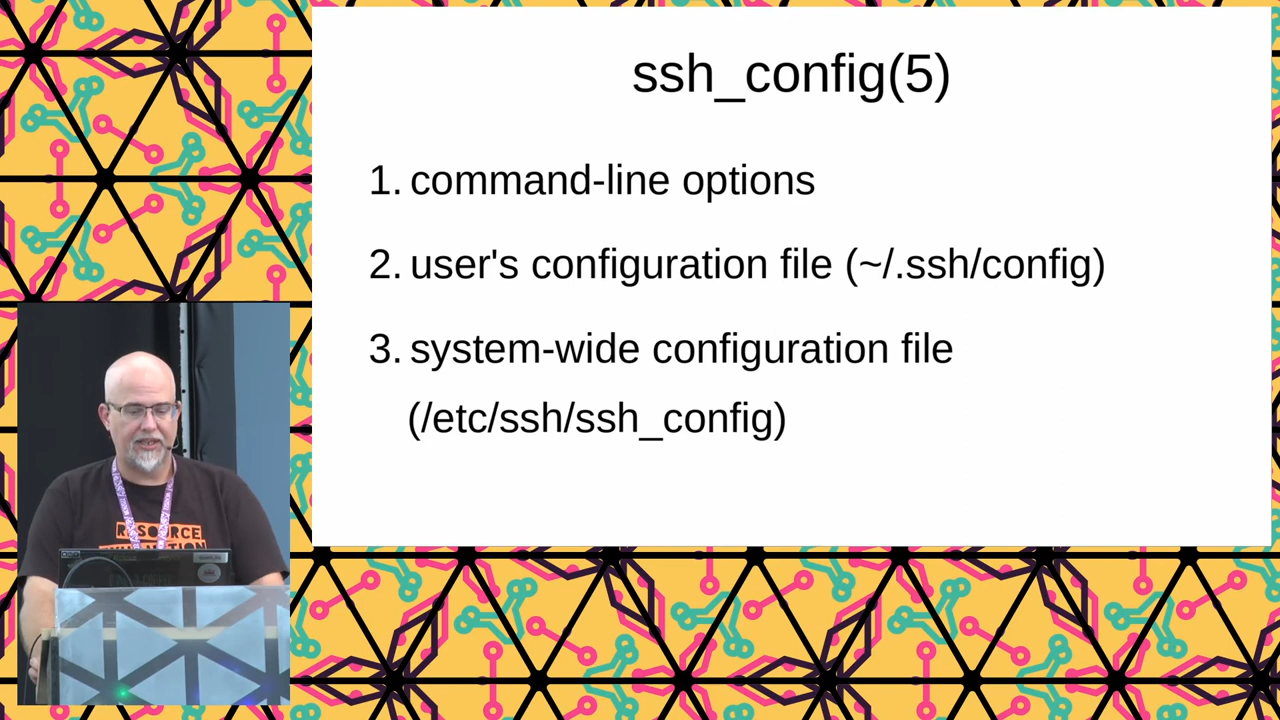 ssh_config(5)
1. command-line options
2. user's configuration file (~/.ssh/config)
3. system-wide configuration file
(/etc/ssh/ssh_config)
RESOURCE